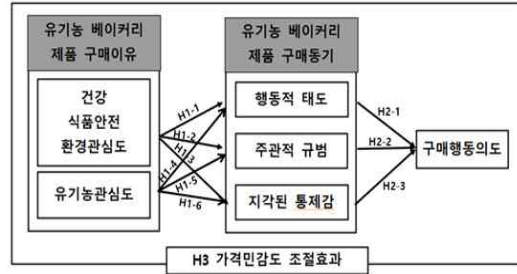 유기농 베이커리
제품 구매이유
유기농 베이커리
제품 구매동기
건강
식품안전
환경관심도
유기농관심도
H1-1
H1-2
H1-3
H1-4
H1-5
H1-6
행동적 태도
주관적 규범
지각된 통제감
H2-1
H2-2
H2-3
구매행동의도
H3 가격민감도 조절효과